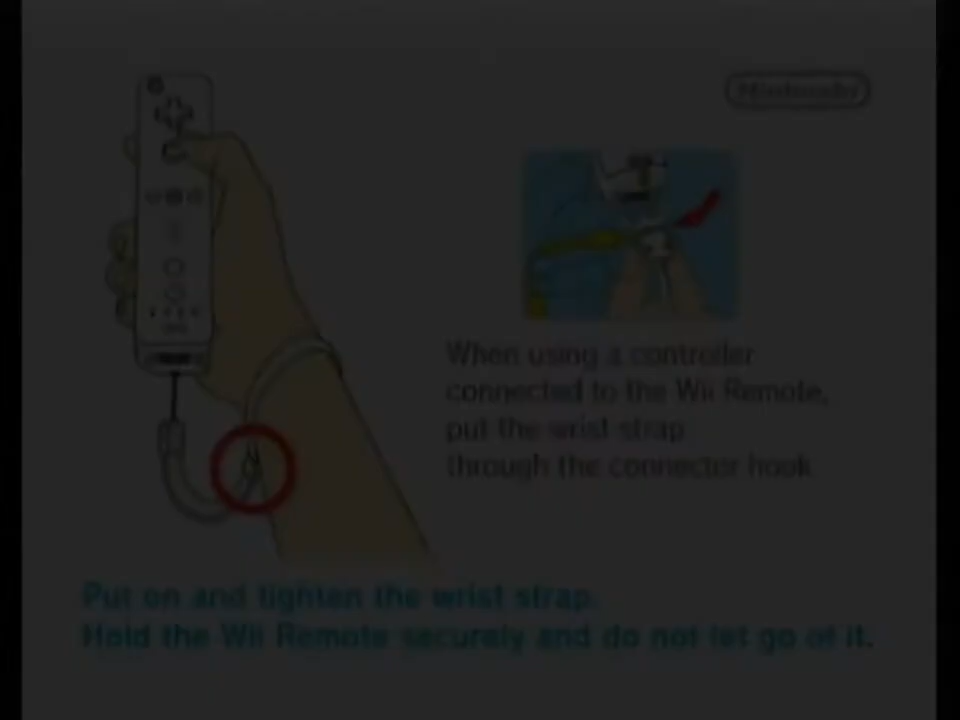 Nintendo
When using a controller
connected to the Wii Remote,
put the wrist strap
through the connector hook
Put on and tighten the wrist strap.
Hold the Wii Remote securely and do not let go of it.